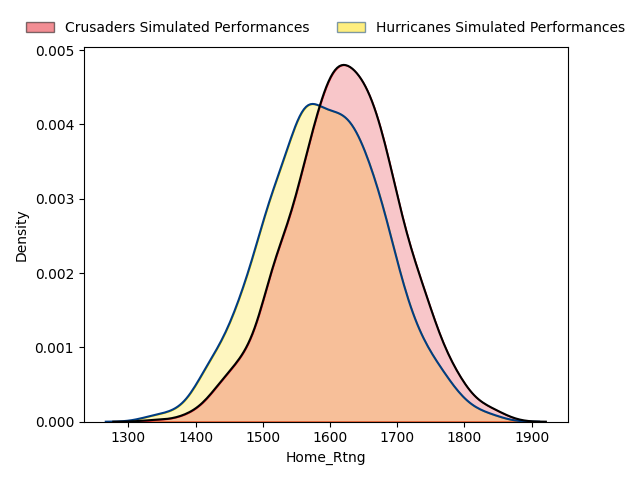 Crusaders Simulated Performances Hurricanes Simulated Performances
0.005
0.004
0.003
0.002
0.001
0.000
Density
1300 1400 1500 1600 1700 1800 1900
Home_Rtng